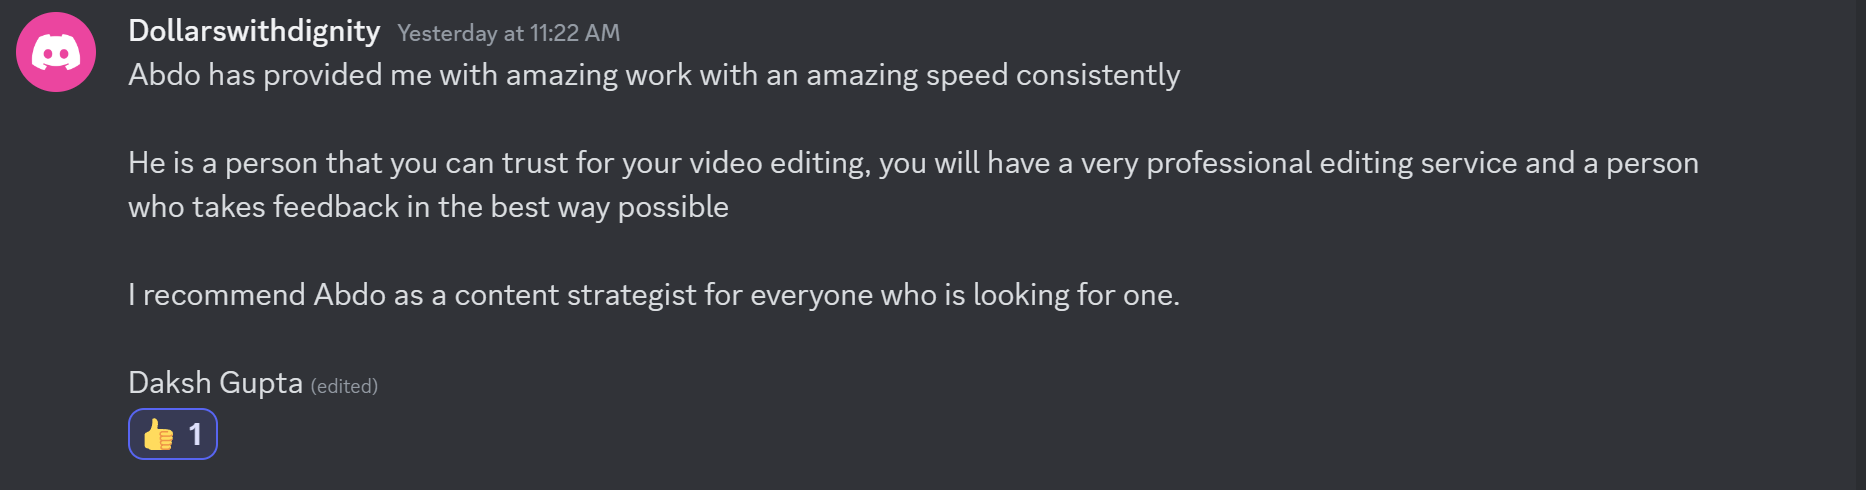 Dollarswithdignity Yesterday at 11:22 AM
Abdo has provided me with amazing work with an amazing speed consistently
He is a person that you can trust for your video editing, you will have a very professional editing service and a person
who takes feedback in the best way possible
I recommend Abdo as a content strategist for everyone who is looking for one.
Daksh Gupta (edited)
👍 1